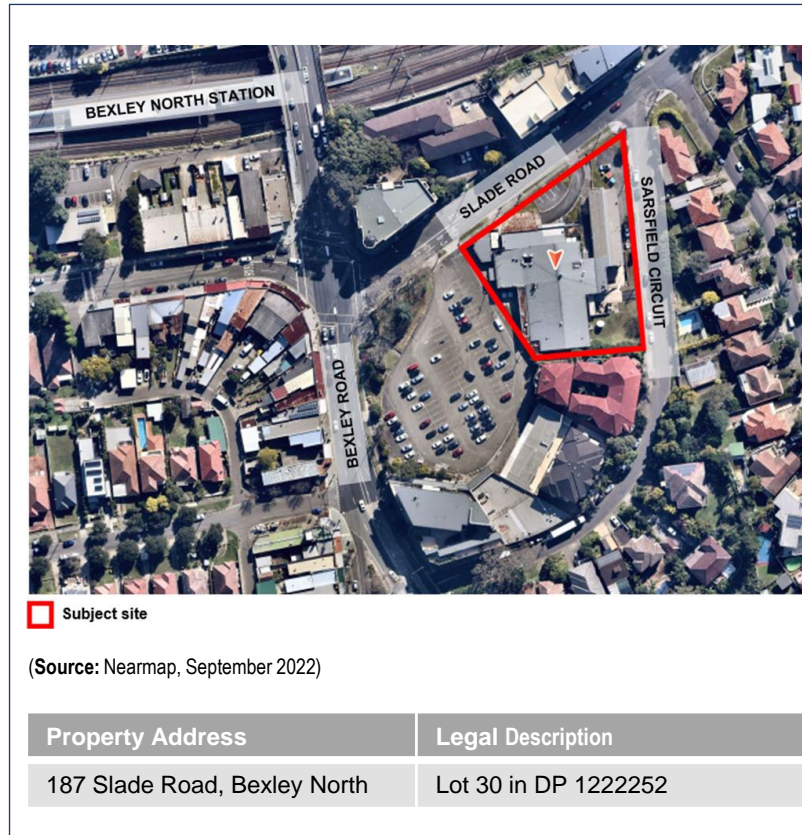 BEXLEY NORTH STATION
SLADE ROAD
SARSFIELD CIRCUIT
BEXLEY ROAD
Subject site
(Source: Nearmap, September 2022)
Property Address Legal Description
187 Slade Road, Bexley North Lot 30 in DP 1222252